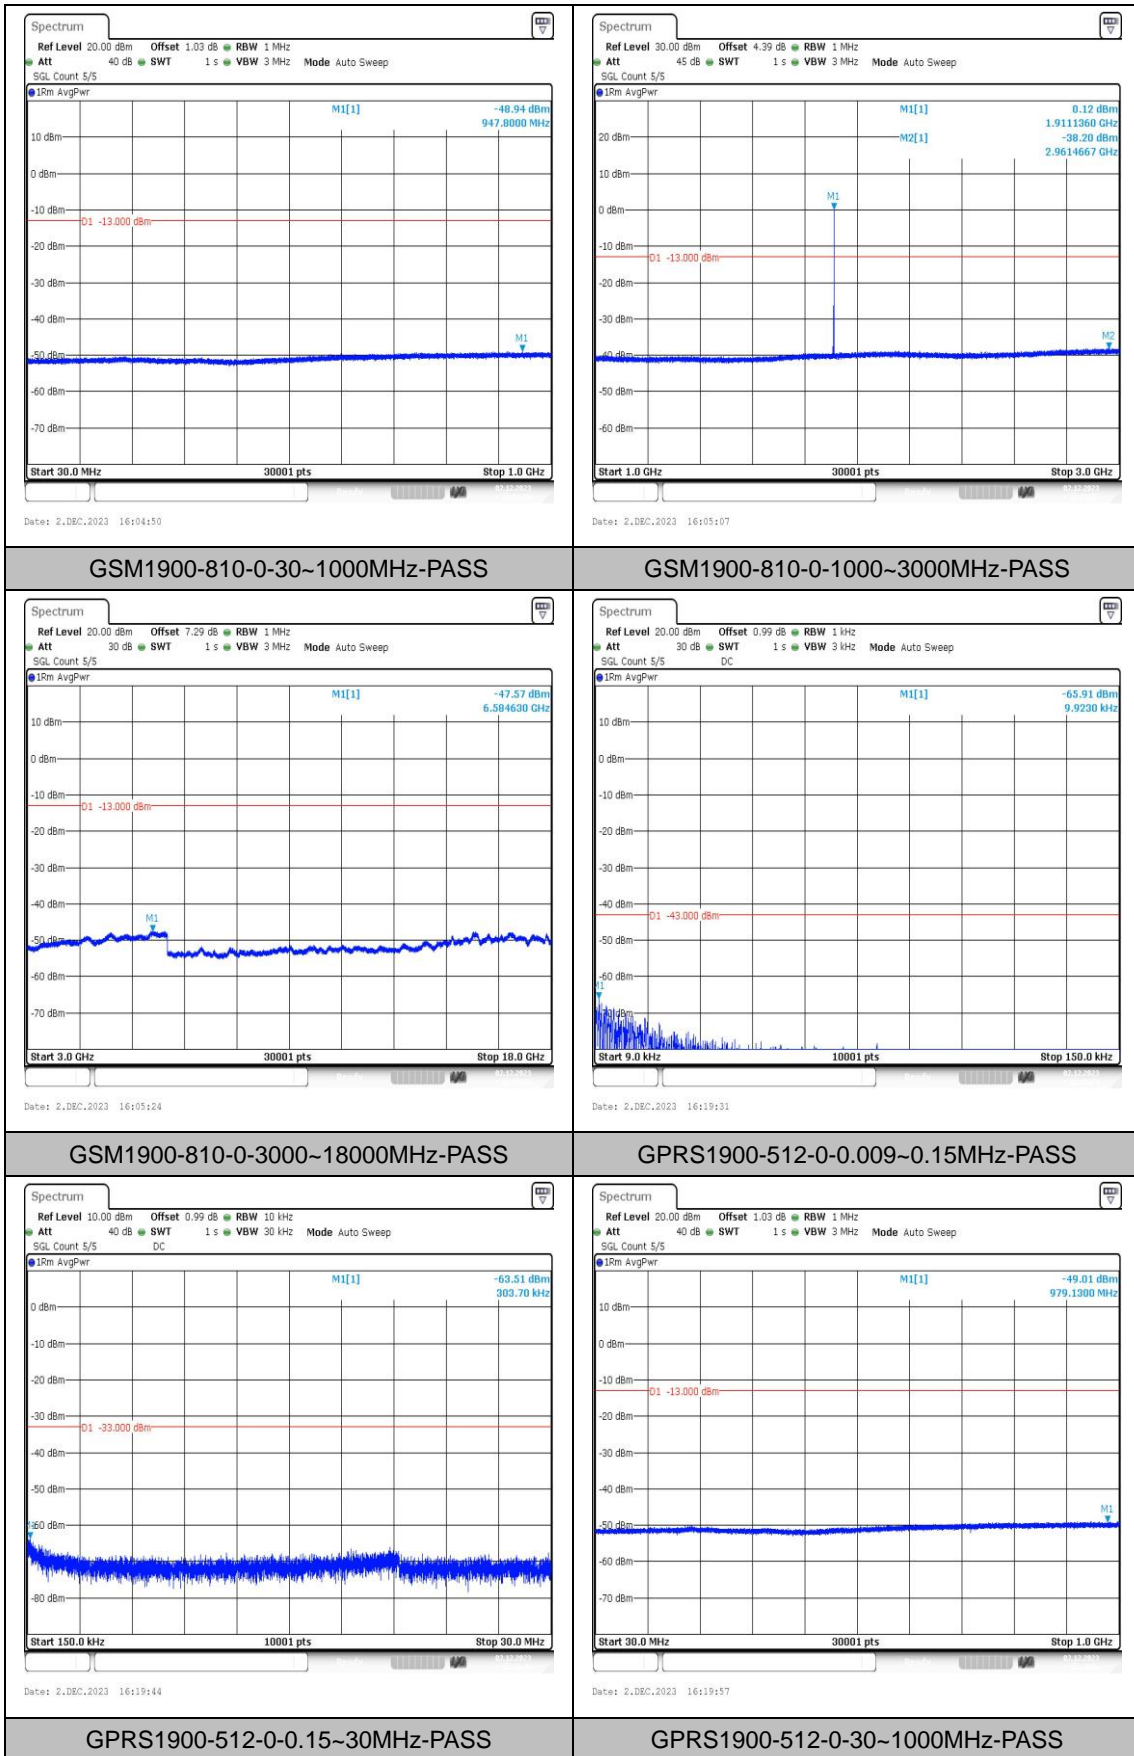 Spectrum
Ref Level 20.00 dBm Offset 1.03 dB RBW 1 MHz
Att 40 dB SWT 1 s VBW 3 MHz Mode Auto Sweep
SGL Count 5/5
1Rm AvgPwr
M1[1] -48.94 dBm
947.8000 MHz
10 dBm
0 dBm
-10 dBm
D1 -13.000 dBm
-20 dBm
-30 dBm
-40 dBm
M1
-50 dBm
-60 dBm
-70 dBm
Start 30.0 MHz 30001 pts Stop 1.0 GHz
Date: 2.DEC.2023 16:04:50
GSM1900-810-0-30~1000MHz-PASS
Spectrum
Ref Level 30.00 dBm Offset 4.39 dB RBW 1 MHz
Att 45 dB SWT 1 s VBW 3 MHz Mode Auto Sweep
SGL Count 5/5
1Rm AvgPwr
M1[1] 0.12 dBm
1.9111360 GHz
M2[1] -38.20 dBm
2.9614667 GHz
20 dBm
10 dBm
M1
0 dBm
-10 dBm
D1 -13.000 dBm
-20 dBm
-30 dBm
M2
-40 dBm
-50 dBm
-60 dBm
Start 1.0 GHz 30001 pts Stop 3.0 GHz
Date: 2.DEC.2023 16:05:07
GSM1900-810-0-1000~3000MHz-PASS
Spectrum
Ref Level 20.00 dBm Offset 7.29 dB RBW 1 MHz
Att 30 dB SWT 1 s VBW 3 MHz Mode Auto Sweep
SGL Count 5/5
1Rm AvgPwr
M1[1] -47.57 dBm
6.584630 GHz
10 dBm
0 dBm
-10 dBm
D1 -13.000 dBm
-20 dBm
-30 dBm
-40 dBm
M1
-50 dBm
-60 dBm
-70 dBm
Start 3.0 GHz 30001 pts Stop 18.0 GHz
Date: 2.DEC.2023 16:05:24
GSM1900-810-0-3000~18000MHz-PASS
Spectrum
Ref Level 20.00 dBm Offset 0.99 dB RBW 1 kHz
Att 30 dB SWT 1 s VBW 3 kHz Mode Auto Sweep
SGL Count 5/5 DC
1Rm AvgPwr
M1[1] -65.91 dBm
9.9230 kHz
10 dBm
0 dBm
-10 dBm
-20 dBm
-30 dBm
-40 dBm
D1 -43.000 dBm
-50 dBm
-60 dBm
M1
-70 dBm
Start 9.0 kHz 10001 pts Stop 150.0 kHz
Date: 2.DEC.2023 16:19:31
GPRS1900-512-0-0.009~0.15MHz-PASS
Spectrum
Ref Level 10.00 dBm Offset 0.99 dB RBW 10 kHz
Att 40 dB SWT 1 s VBW 30 kHz Mode Auto Sweep
SGL Count 5/5 DC
1Rm AvgPwr
M1[1] -63.51 dBm
303.70 kHz
0 dBm
-10 dBm
-20 dBm
-30 dBm
D1 -33.000 dBm
-40 dBm
-50 dBm
-60 dBm
-80 dBm
Start 150.0 kHz 10001 pts Stop 30.0 MHz
Date: 2.DEC.2023 16:19:44
GPRS1900-512-0-0.15~30MHz-PASS
Spectrum
Ref Level 20.00 dBm Offset 1.03 dB RBW 1 MHz
Att 40 dB SWT 1 s VBW 3 MHz Mode Auto Sweep
SGL Count 5/5
1Rm AvgPwr
M1[1] -49.01 dBm
979.1300 MHz
10 dBm
0 dBm
-10 dBm
D1 -13.000 dBm
-20 dBm
-30 dBm
-40 dBm
M1
-50 dBm
-60 dBm
-70 dBm
Start 30.0 MHz 30001 pts Stop 1.0 GHz
Date: 2.DEC.2023 16:19:57
GPRS1900-512-0-30~1000MHz-PASS